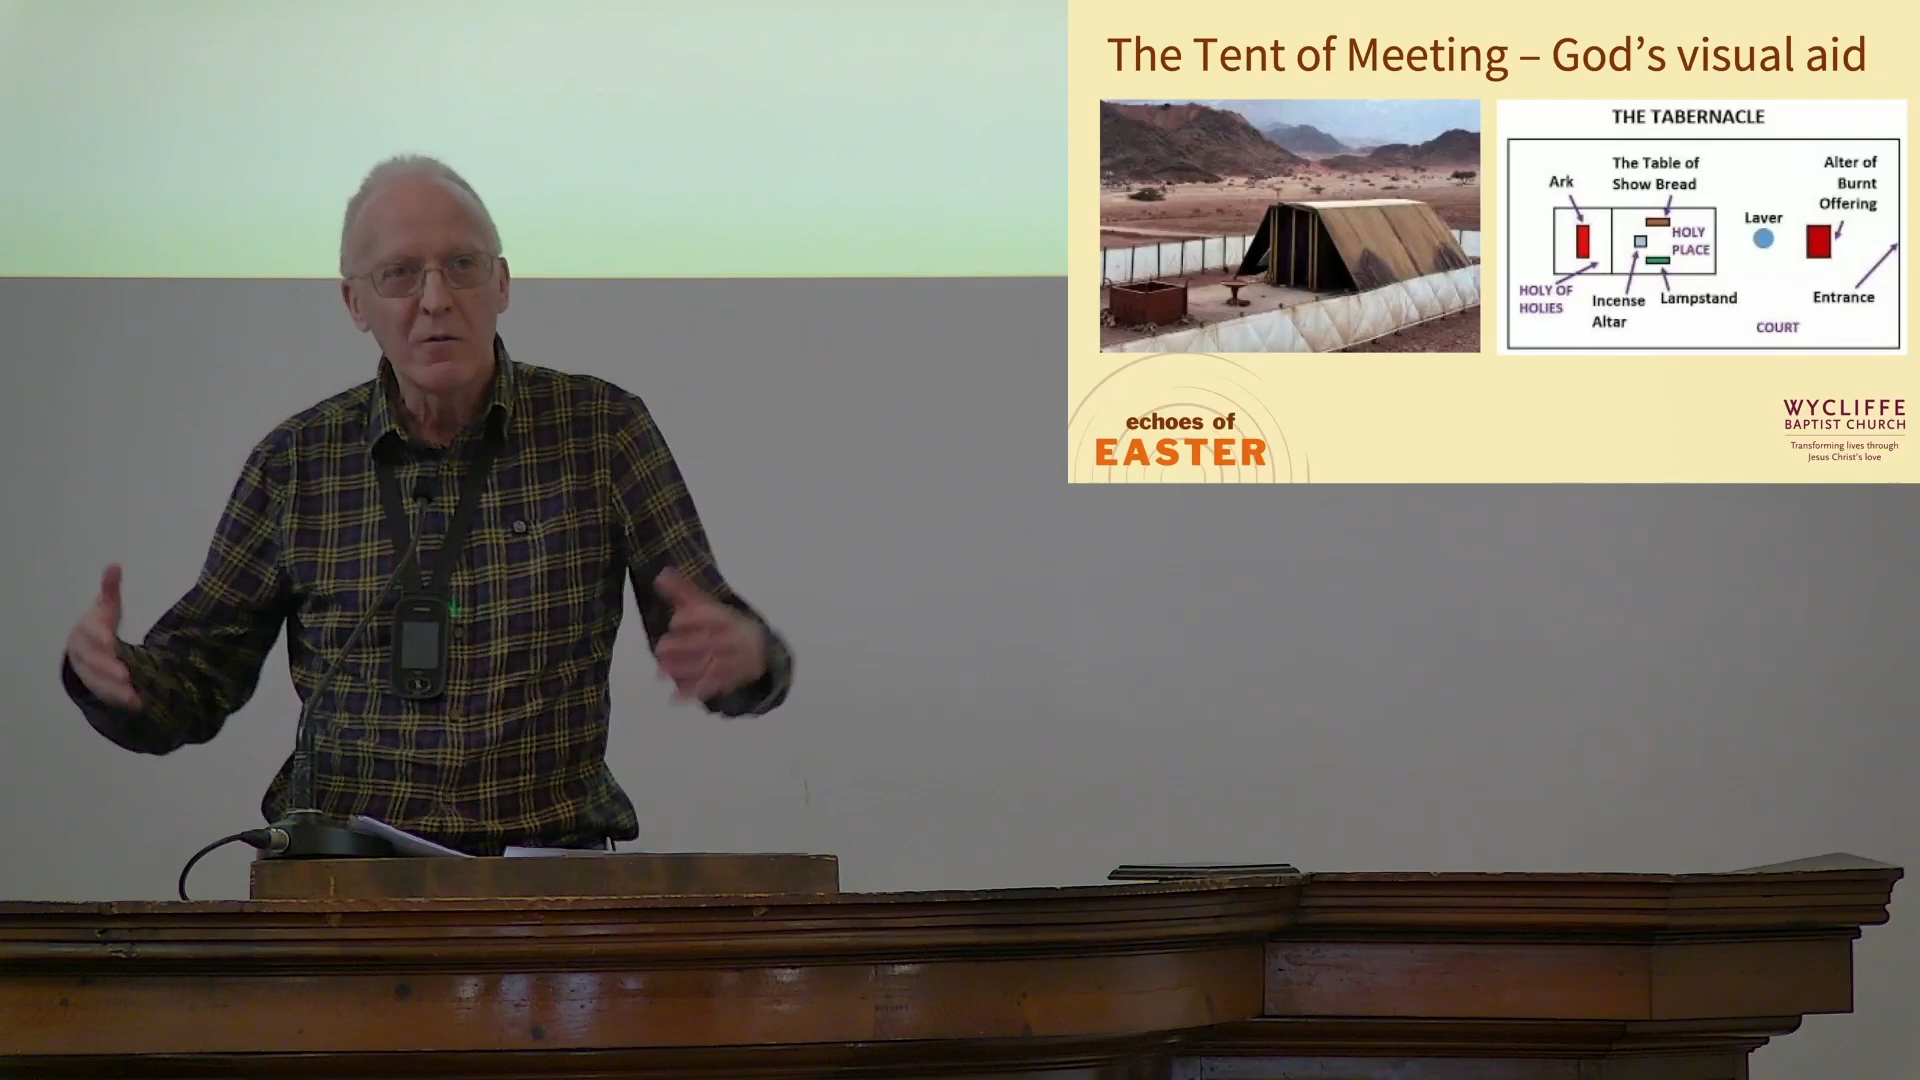 The Tent of Meeting – God's visual aid
THE TABERNACLE
Ark
The Table of
Show Bread
Alter of
Burnt
Offering
Laver
HOLY
PLACE
HOLY OF
HOLIES
Incense
Altar
Lampstand
Entrance
COURT
echoes of
EASTER
WYCLIFFE
BAPTIST CHURCH
Transforming lives through
Jesus Christ's love